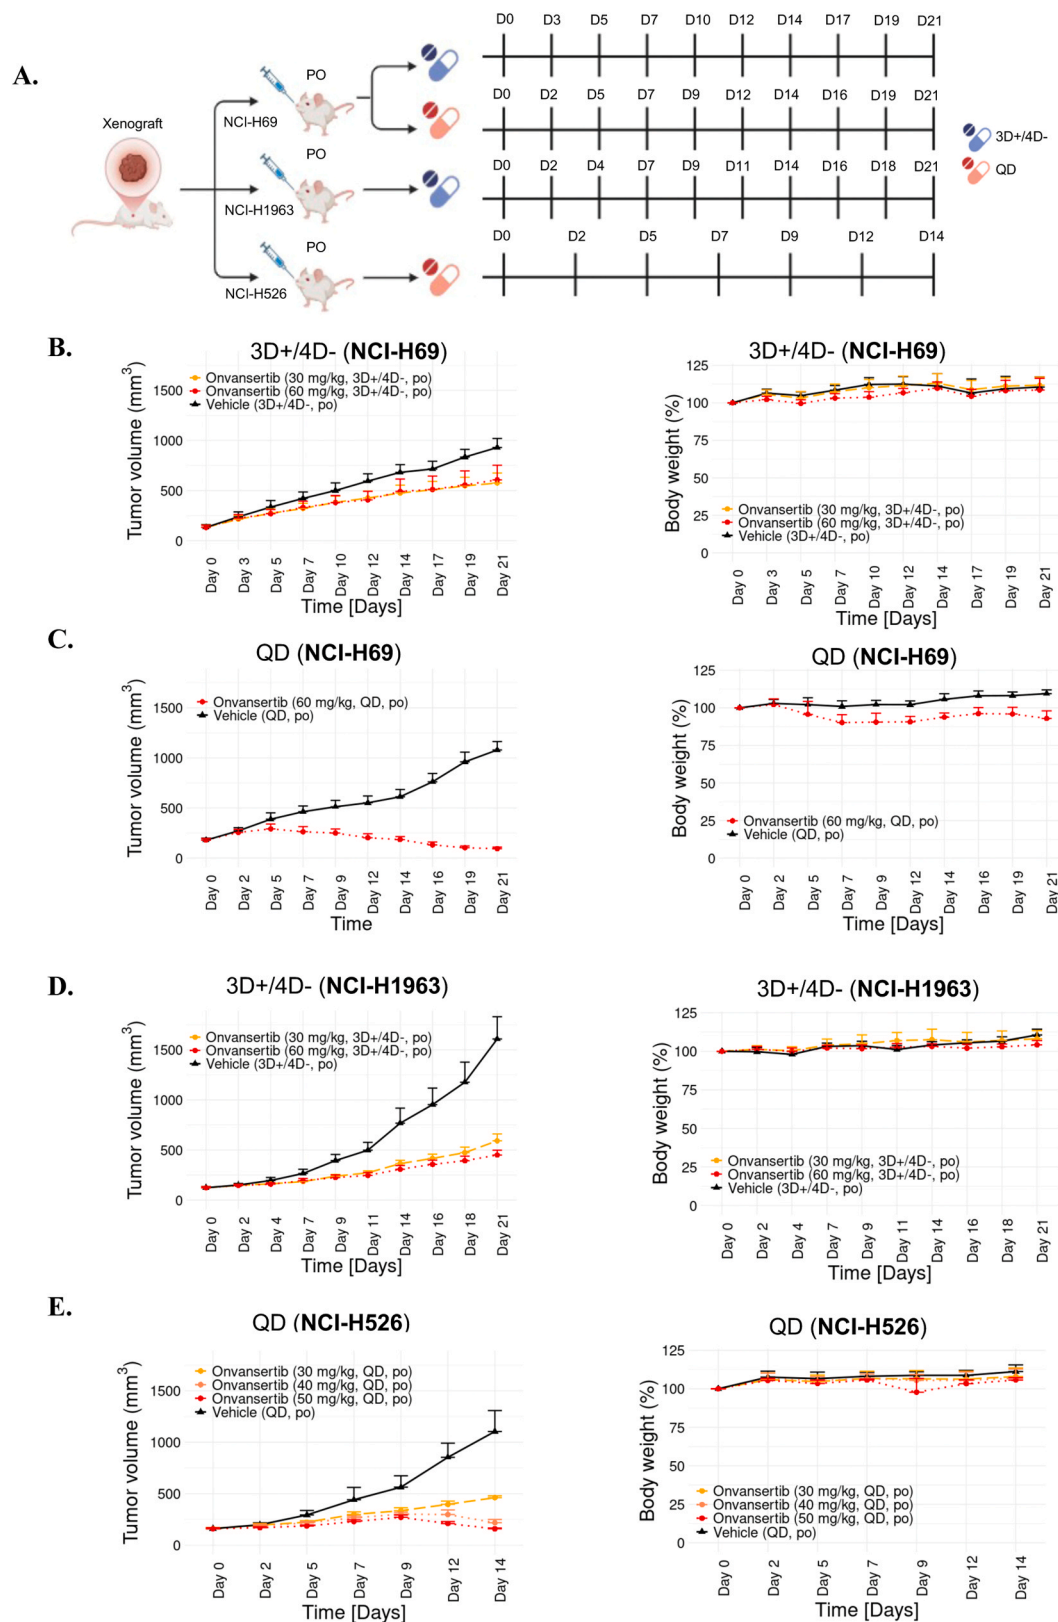 A.
Xenograft
NCI-H69
PO
NCI-H1963
PO
NCI-H526
PO
D0 D3 D5 D7 D10 D12 D14 D17 D19 D21
D0 D2 D5 D7 D9 D12 D14 D16 D19 D21
D0 D2 D4 D7 D9 D11 D14 D16 D18 D21
D0 D2 D5 D7 D9 D12 D14
3D+/4D-
QD
B.
3D+/4D- (NCI-H69)
Tumor volume (mm3)
1500
1000
500
0
Onvansertib (30 mg/kg, 3D+/4D-, po)
Onvansertib (60 mg/kg, 3D+/4D-, po)
Vehicle (3D+/4D-, po)
Day 0 Day 3 Day 5 Day 7 Day 10 Day 12 Day 14 Day 17 Day 19 Day 21
Time [Days]
3D+/4D- (NCI-H69)
Body weight (%)
125
100
75
50
25
0
Onvansertib (30 mg/kg, 3D+/4D-, po)
Onvansertib (60 mg/kg, 3D+/4D-, po)
Vehicle (3D+/4D-, po)
Day 0 Day 3 Day 5 Day 7 Day 10 Day 12 Day 14 Day 17 Day 19 Day 21
Time [Days]
C.
QD (NCI-H69)
Tumor volume (mm3)
1500
1000
500
0
Onvansertib (60 mg/kg, QD, po)
Vehicle (QD, po)
Day 0 Day 2 Day 5 Day 7 Day 9 Day 12 Day 14 Day 16 Day 19 Day 21
Time
QD (NCI-H69)
Body weight (%)
125
100
75
50
25
0
Onvansertib (60 mg/kg, QD, po)
Vehicle (QD, po)
Day 0 Day 2 Day 5 Day 7 Day 9 Day 12 Day 14 Day 16 Day 19 Day 21
Time [Days]
D.
3D+/4D- (NCI-H1963)
Tumor volume (mm3)
1500
1000
500
0
Onvansertib (30 mg/kg, 3D+/4D-, po)
Onvansertib (60 mg/kg, 3D+/4D-, po)
Vehicle (3D+/4D-, po)
Day 0 Day 2 Day 4 Day 7 Day 9 Day 11 Day 14 Day 16 Day 18 Day 21
Time [Days]
3D+/4D- (NCI-H1963)
Body weight (%)
125
100
75
50
25
0
Onvansertib (30 mg/kg, 3D+/4D-, po)
Onvansertib (60 mg/kg, 3D+/4D-, po)
Vehicle (3D+/4D-, po)
Day 0 Day 2 Day 4 Day 7 Day 9 Day 11 Day 14 Day 16 Day 18 Day 21
Time [Days]
E.
QD (NCI-H526)
Tumor volume (mm3)
1500
1000
500
0
Onvansertib (30 mg/kg, QD, po)
Onvansertib (40 mg/kg, QD, po)
Onvansertib (50 mg/kg, QD, po)
Vehicle (QD, po)
Day 0 Day 2 Day 5 Day 7 Day 9 Day 12 Day 14
Time [Days]
QD (NCI-H526)
Body weight (%)
125
100
75
50
25
0
Onvansertib (30 mg/kg, QD, po)
Onvansertib (40 mg/kg, QD, po)
Onvansertib (50 mg/kg, QD, po)
Vehicle (QD, po)
Day 0 Day 2 Day 5 Day 7 Day 9 Day 12 Day 14
Time [Days]